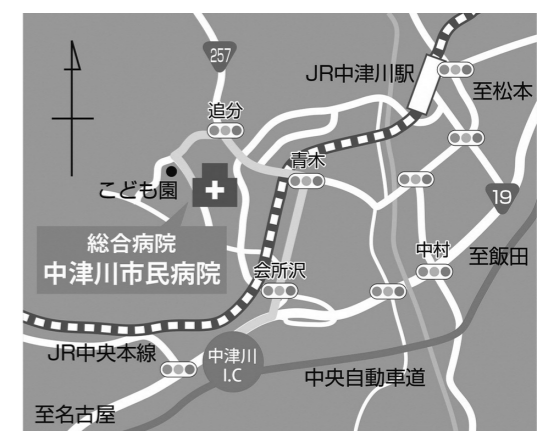 257
JR中津川駅
至松本
追分
青木
こども園
19
総合病院
中津川市民病院
中村
至飯田
会所沢
JR中央本線
中津川
I.C
中央自動車道
至名古屋